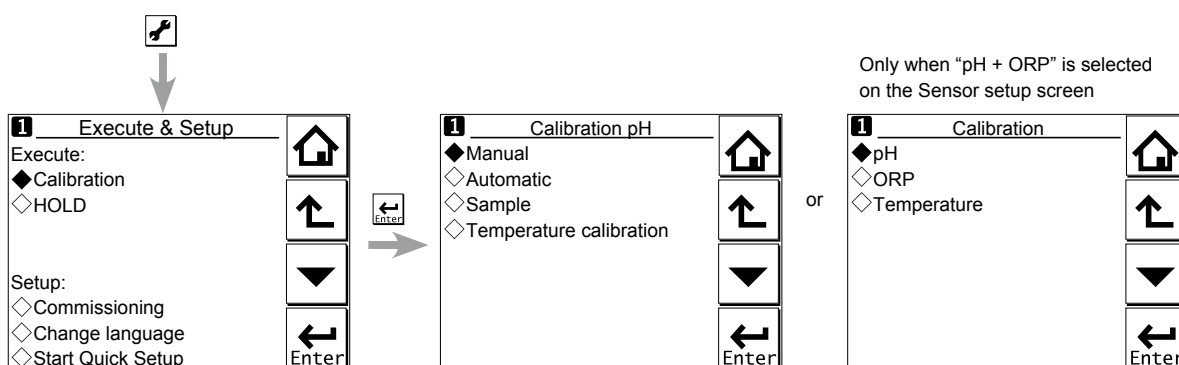 Only when “pH + ORP” is selected
on the Sensor setup screen
1 Execute & Setup
Execute:
Calibration
HOLD
Setup:
Commissioning
Change language
Start Quick Setup
Enter
Enter
1 Calibration pH
Manual
Automatic
Sample
Temperature calibration
Enter
or
1 Calibration
pH
ORP
Temperature
Enter